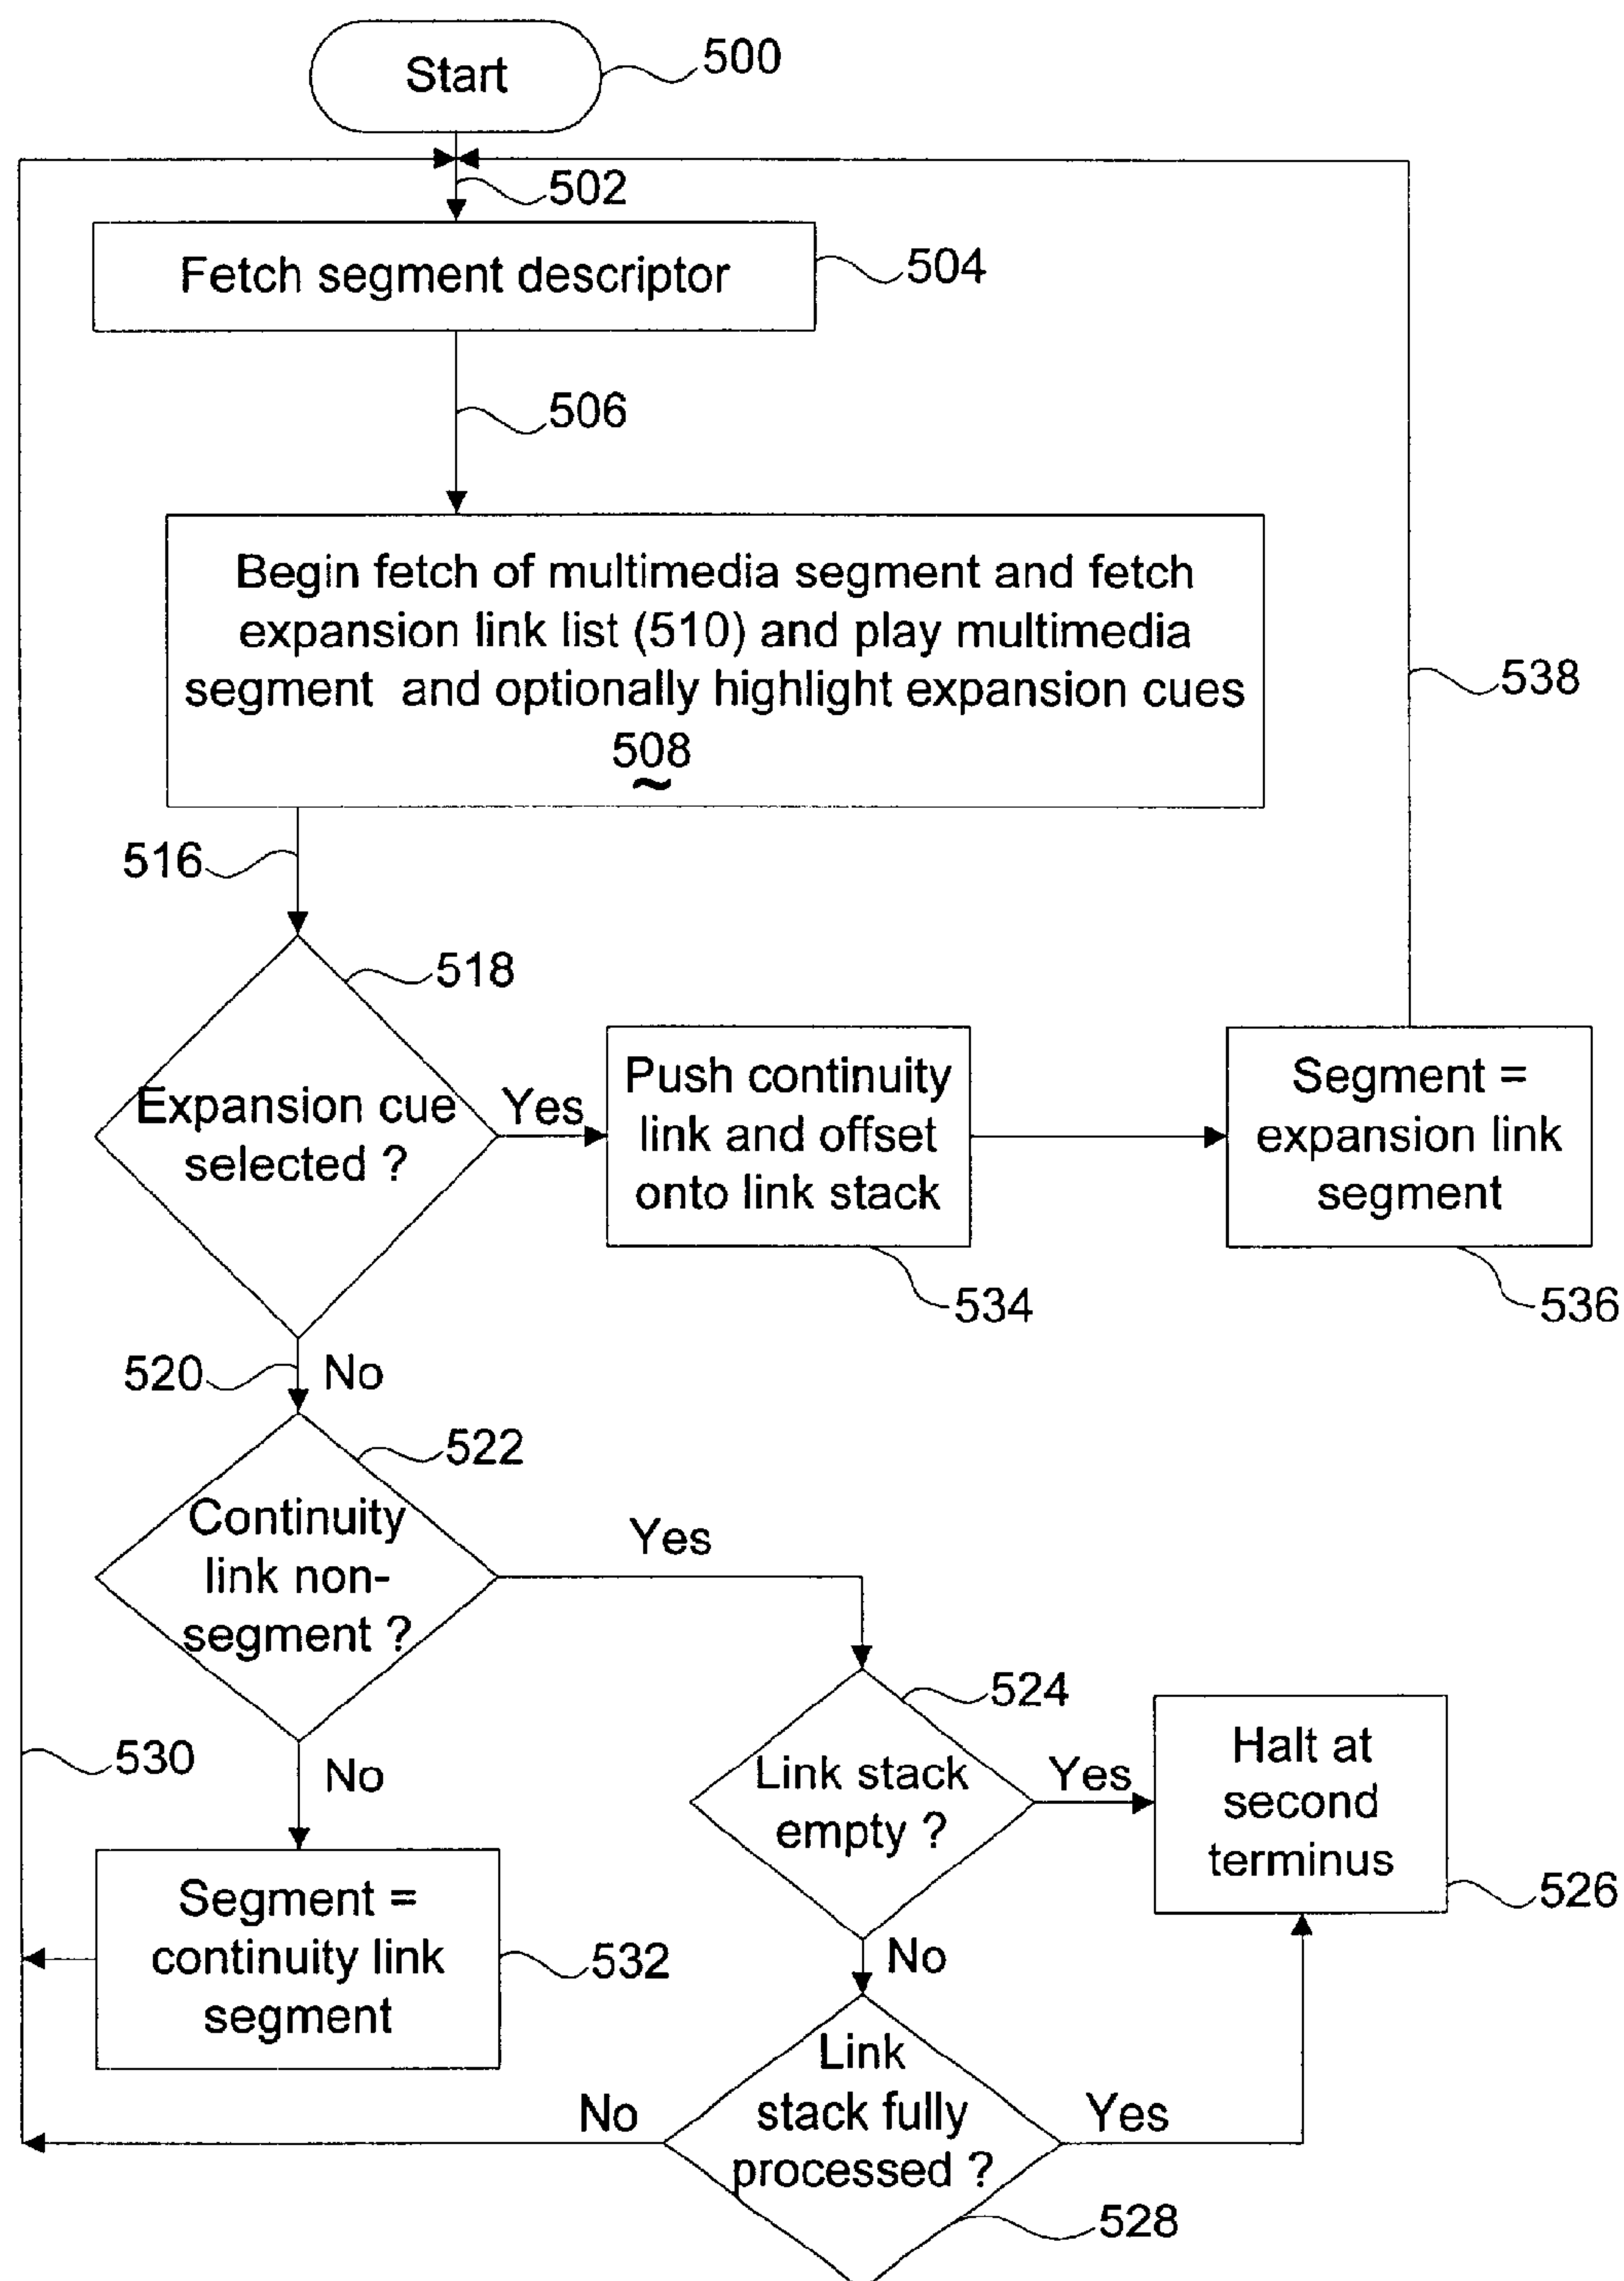 Start
500
502
Fetch segment descriptor
504
506
Begin fetch of multimedia segment and fetch
expansion link list (510) and play multimedia
segment and optionally highlight expansion cues
508
538
516
518
Expansion cue
selected ?
Yes
Push continuity
link and offset
onto link stack
534
Segment =
expansion link
segment
536
520
No
522
Continuity
link non-
segment ?
Yes
524
Link stack
empty ?
Yes
Halt at
second
terminus
526
530
No
Segment =
continuity link
segment
532
No
Link
stack fully
processed ?
No
Yes
528